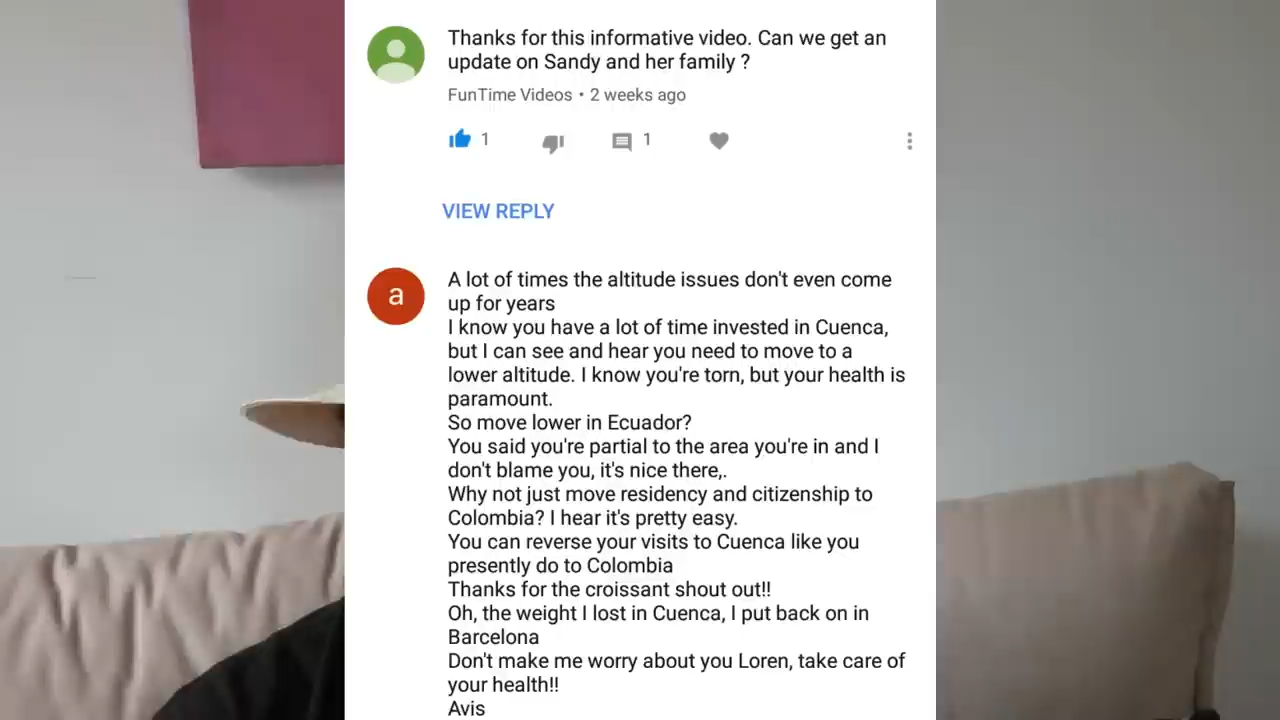 Thanks for this informative video. Can we get an
update on Sandy and her family ?
FunTime Videos • 2 weeks ago
1
1
VIEW REPLY
a
A lot of times the altitude issues don't even come
up for years
I know you have a lot of time invested in Cuenca,
but I can see and hear you need to move to a
lower altitude. I know you're torn, but your health is
paramount.
So move lower in Ecuador?
You said you're partial to the area you're in and I
don't blame you, it's nice there,.
Why not just move residency and citizenship to
Colombia? I hear it's pretty easy.
You can reverse your visits to Cuenca like you
presently do to Colombia
Thanks for the croissant shout out!!
Oh, the weight I lost in Cuenca, I put back on in
Barcelona
Don't make me worry about you Loren, take care of
your health!!
Avis